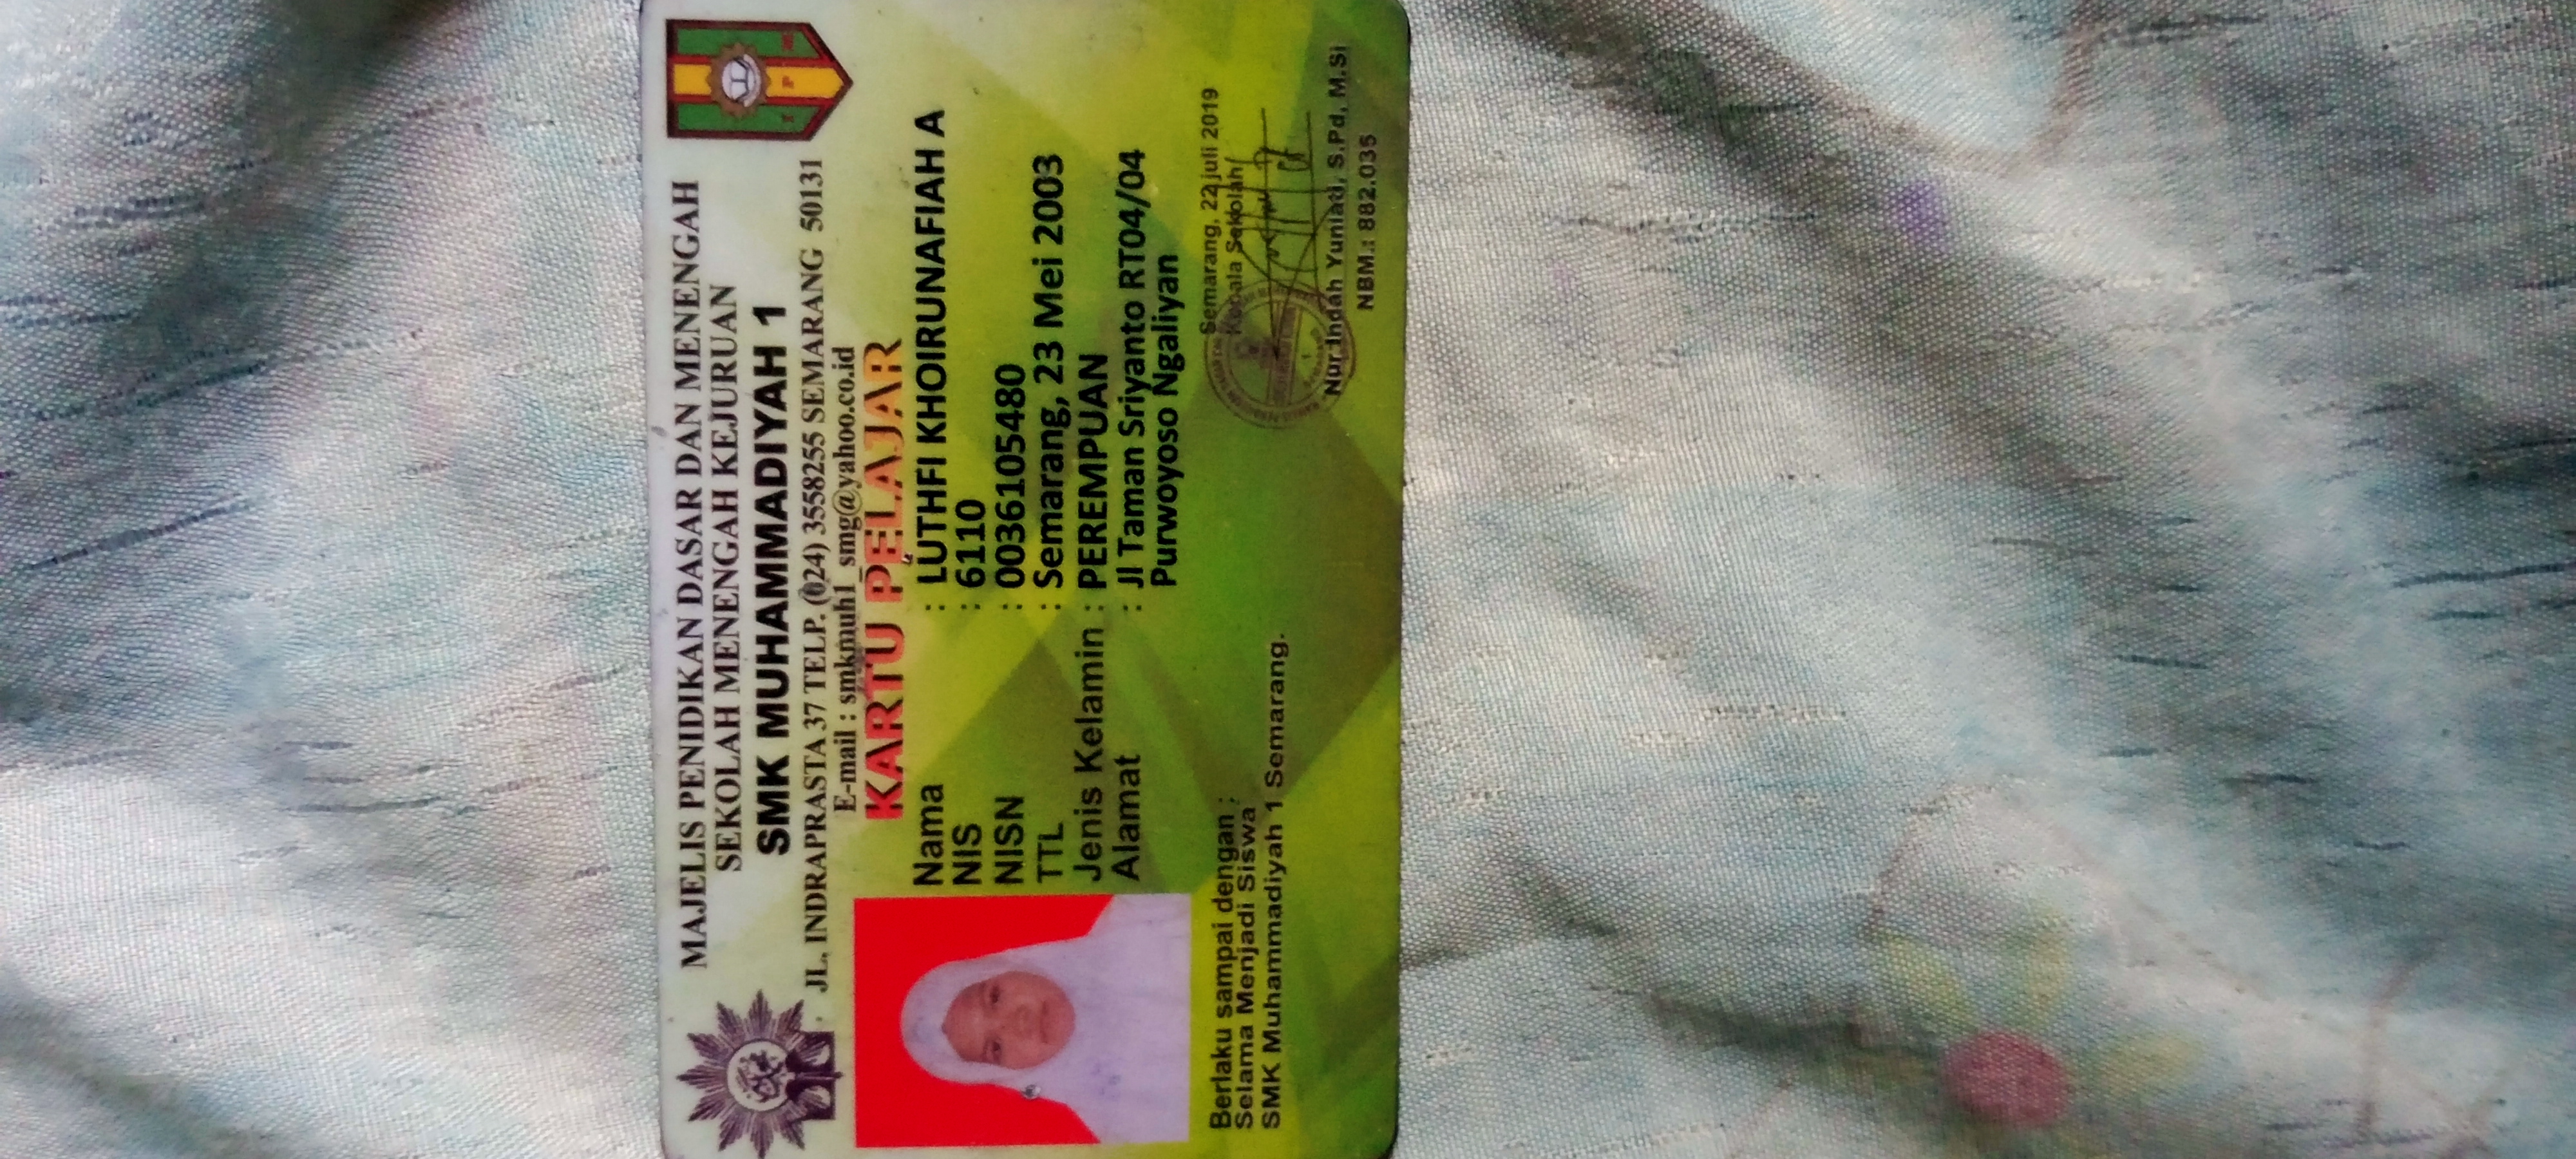 MAJELIS PENDIDIKAN DASAR DAN MENENGAH
SEKOLAH MENENGAH KEJURUAN
SMK MUHAMMADIYAH 1
JL. INDRAPRASTA 37 TELP. (024) 3558255 SEMARANG 50131
E-mail : smkmuh1_smg@yahoo.co.id
KARTU PELAJAR
Nama : LUTHFI KHOIRUNAFIAH A
NIS : 6110
NISN : 0036105480
TTL : Semarang, 23 Mei 2003
Jenis Kelamin : PEREMPUAN
Alamat : Jl Taman Sriyanto RT04/04
Purwoyoso Ngaliyan
Berlaku sampai dengan :
Selama Menjadi Siswa
SMK Muhammadiyah 1 Semarang.
Semarang, 22 juli 2019
Kepala Sekolah
Nur Indah Yuniati, S.Pd, M.Si
NBM.: 882.035